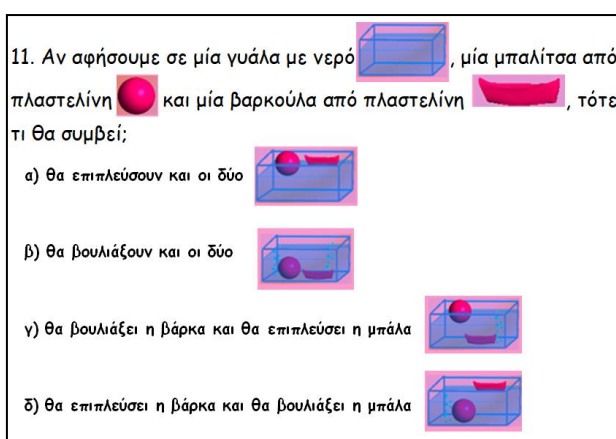 11. Αν αφήσουμε σε μία γυάλα με νερό , μία μπαλίτσα από
πλαστελίνη και μία βαρκούλα από πλαστελίνη , τότε
τι θα συμβεί;
α) θα επιπλεύσουν και οι δύο
β) θα βουλιάξουν και οι δύο
γ) θα βουλιάξει η βάρκα και θα επιπλεύσει η μπάλα
δ) θα επιπλεύσει η βάρκα και θα βουλιάξει η μπάλα